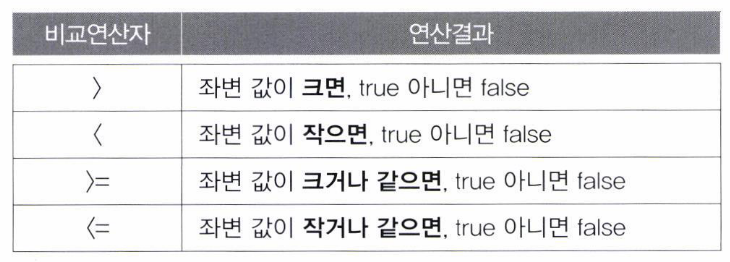 비교연산자 연산결과
〉 좌변 값이 크면, true 아니면 false
〈 좌변 값이 작으면, true 아니면 false
〉= 좌변 값이 크거나 같으면, true 아니면 false
〈= 좌변 값이 작거나 같으면, true 아니면 false